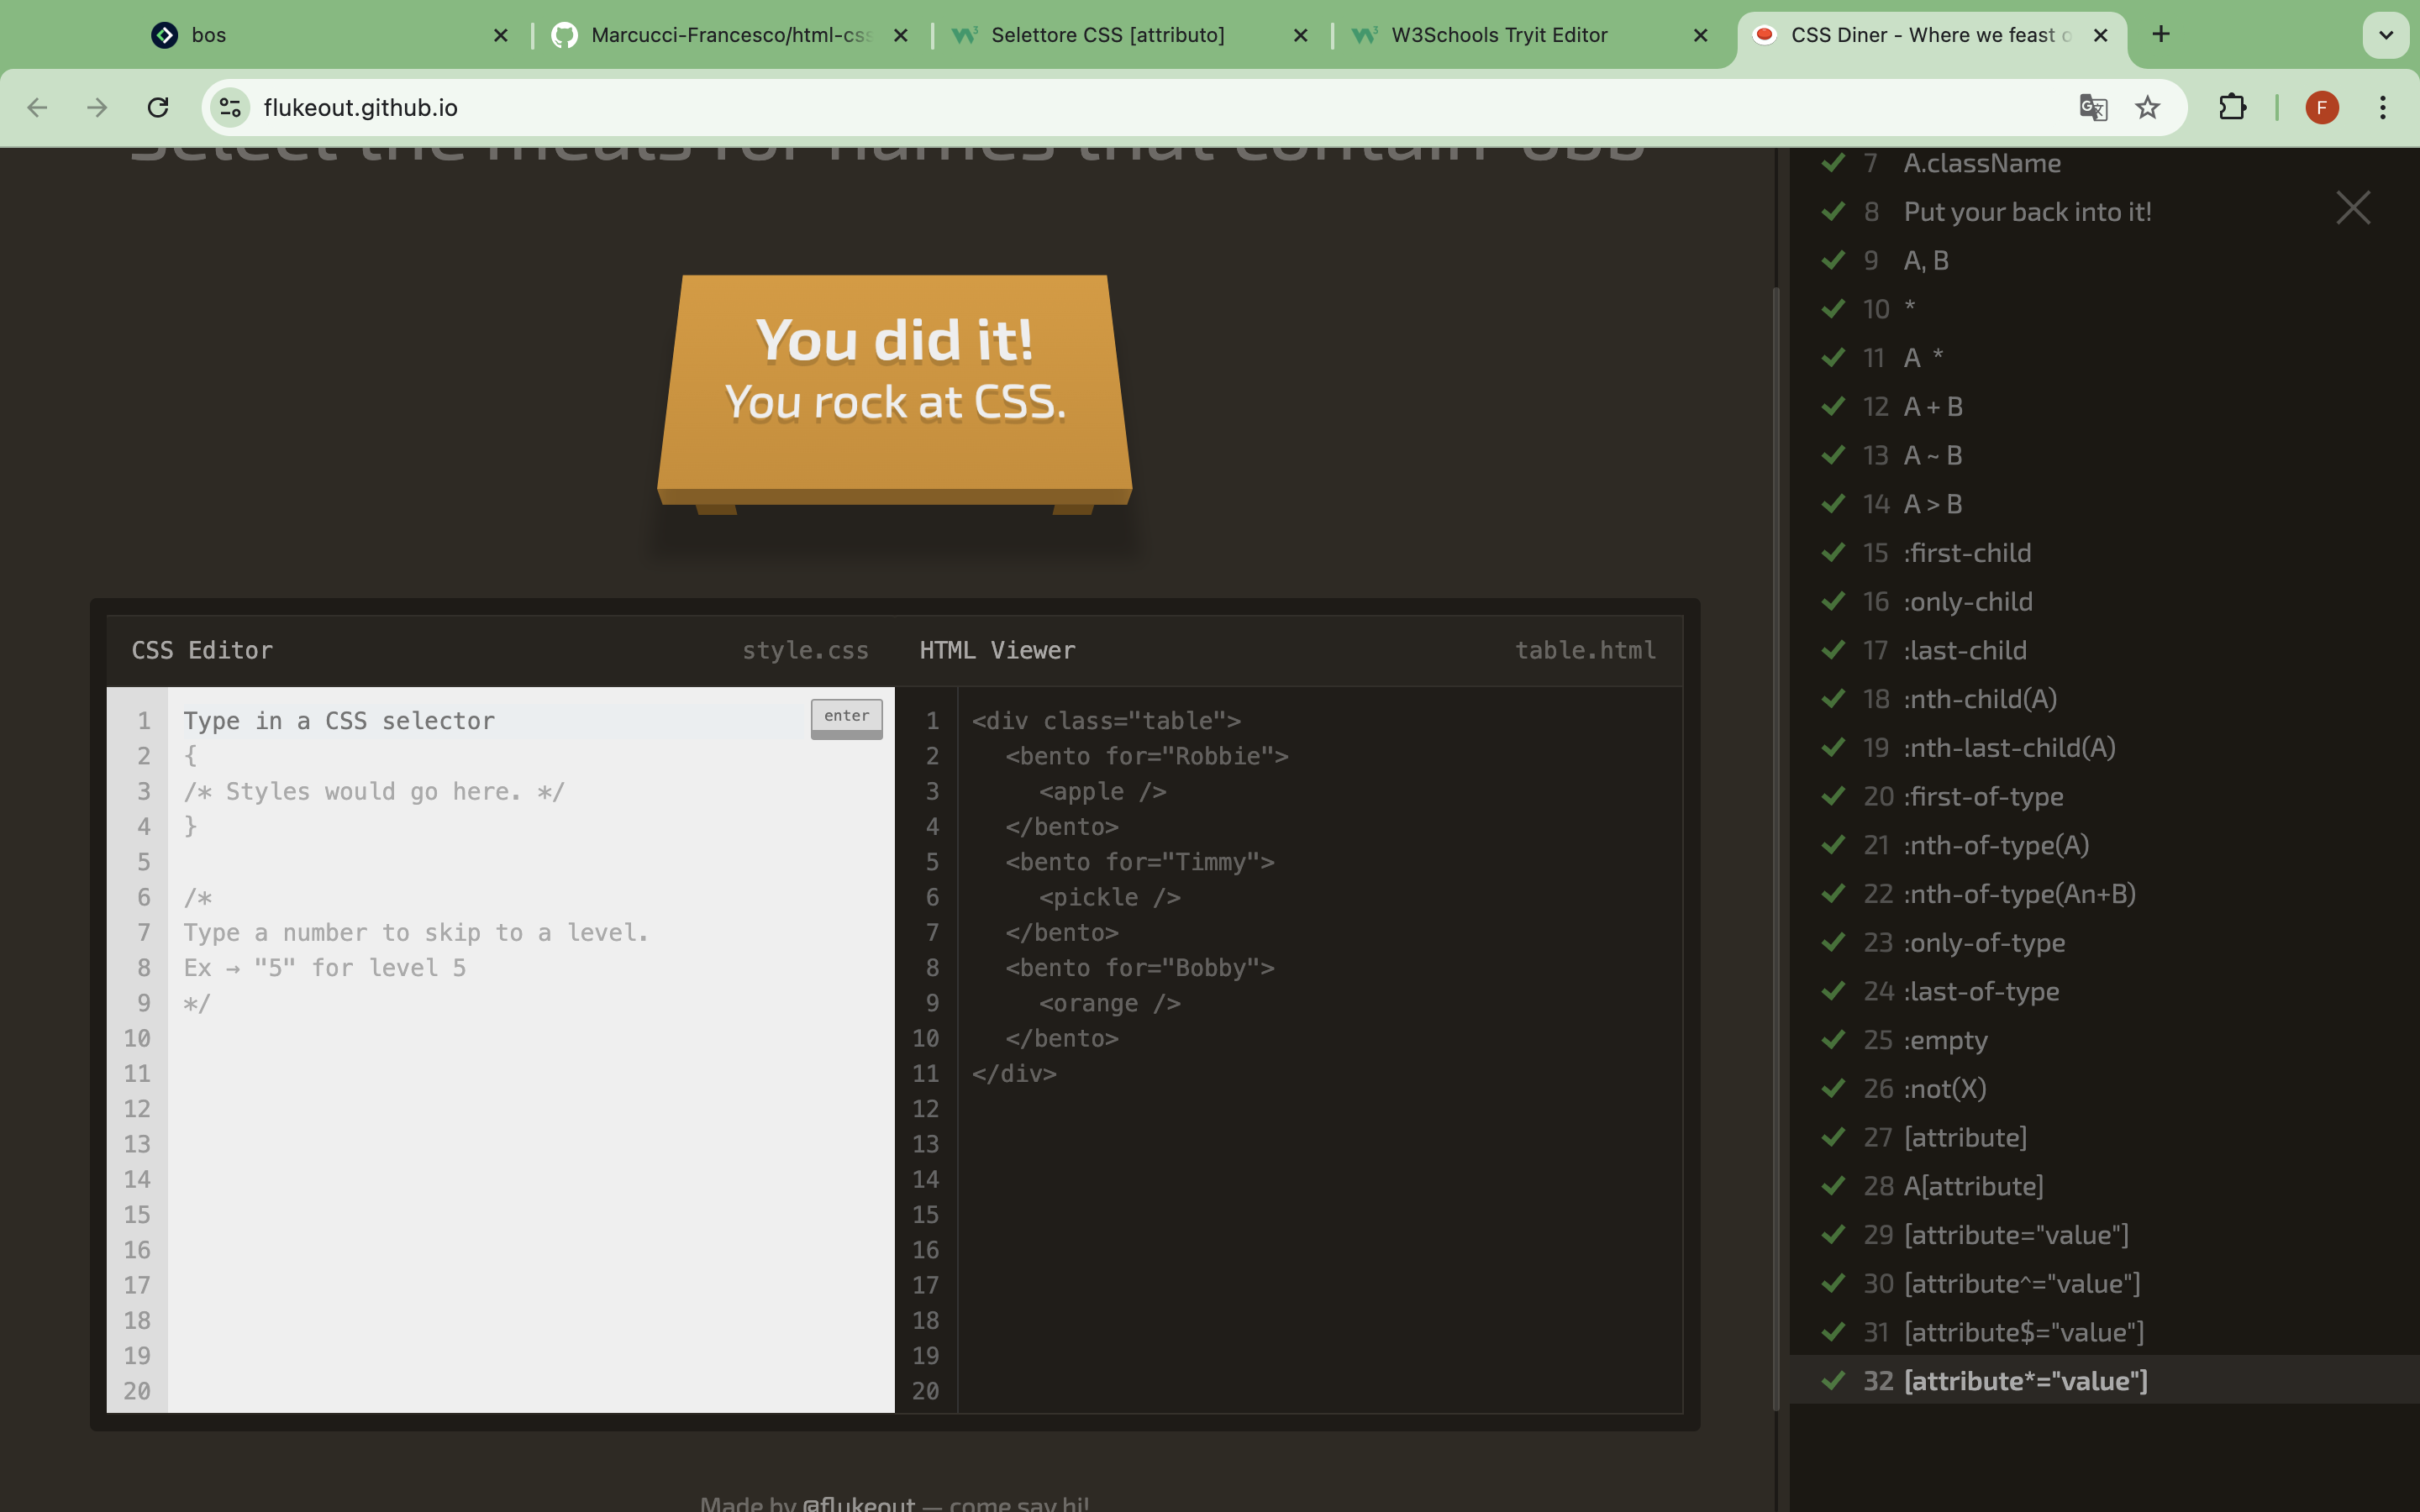 bos
Marcucci-Francesco/html-css
Selettore CSS [attributo]
W3Schools Tryit Editor
CSS Diner - Where we feast o
flukeout.github.io
F
Select the meals for names that contain 'obb'
You did it!
You rock at CSS.
CSS Editor
style.css
1 Type in a CSS selector
enter
2 {
3 /* Styles would go here. */
4 }
5
6 /*
7 Type a number to skip to a level.
8 Ex → "5" for level 5
9 */
10
11
12
13
14
15
16
17
18
19
20
HTML Viewer
table.html
1 <div class="table">
2 <bento for="Robbie">
3 <apple />
4 </bento>
5 <bento for="Timmy">
6 <pickle />
7 </bento>
8 <bento for="Bobby">
9 <orange />
10 </bento>
11 </div>
12
13
14
15
16
17
18
19
20
Made by @flukeout — come say hi!
7 A.className
8 Put your back into it!
9 A, B
10 *
11 A *
12 A + B
13 A ~ B
14 A > B
15 :first-child
16 :only-child
17 :last-child
18 :nth-child(A)
19 :nth-last-child(A)
20 :first-of-type
21 :nth-of-type(A)
22 :nth-of-type(An+B)
23 :only-of-type
24 :last-of-type
25 :empty
26 :not(X)
27 [attribute]
28 A[attribute]
29 [attribute="value"]
30 [attribute^="value"]
31 [attribute$="value"]
32 [attribute*="value"]